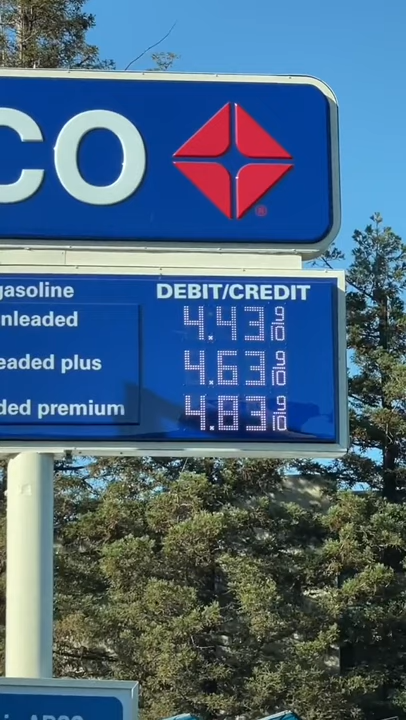 CO
®
gasoline DEBIT/CREDIT
nleaded 4.43 9/10
eaded plus 4.63 9/10
ded premium 4.83 9/10
ARCO